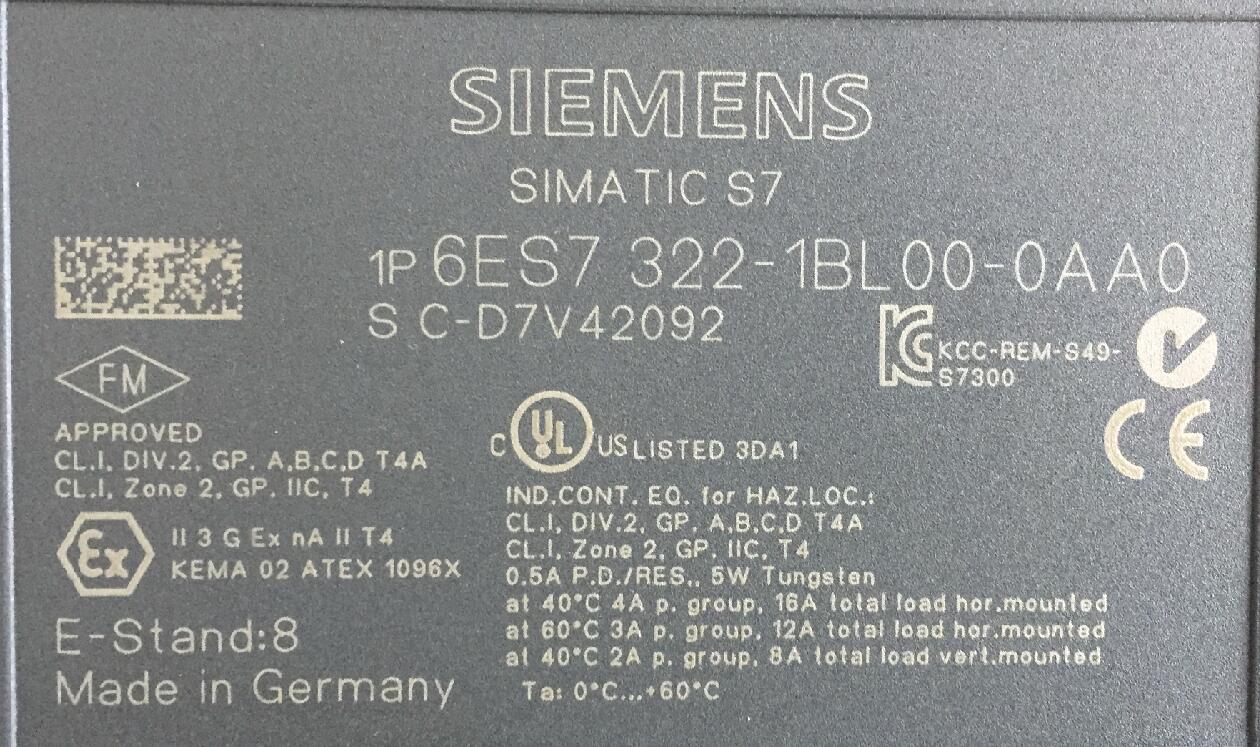 SIEMENS
SIMATIC S7
1P 6ES7 322-1BL00-0AA0
S C-D7V42092
KCC-REM-S49-
S7300
FM
APPROVED
CL.I, DIV.2, GP. A,B,C,D T4A
CL.I, Zone 2, GP. IIC, T4
Ex
II 3 G Ex nA II T4
KEMA 02 ATEX 1096X
E-Stand:8
Made in Germany
C UL US LISTED 3DA1
IND.CONT. EQ. for HAZ.LOC.:
CL.I, DIV.2, GP. A,B,C,D T4A
CL.I, Zone 2, GP. IIC, T4
0.5A P.D./RES., 5W Tungsten
at 40°C 4A p. group, 16A total load hor.mounted
at 60°C 3A p. group, 12A total load hor.mounted
at 40°C 2A p. group, 8A total load vert.mounted
Ta: 0°C...+60°C
CE